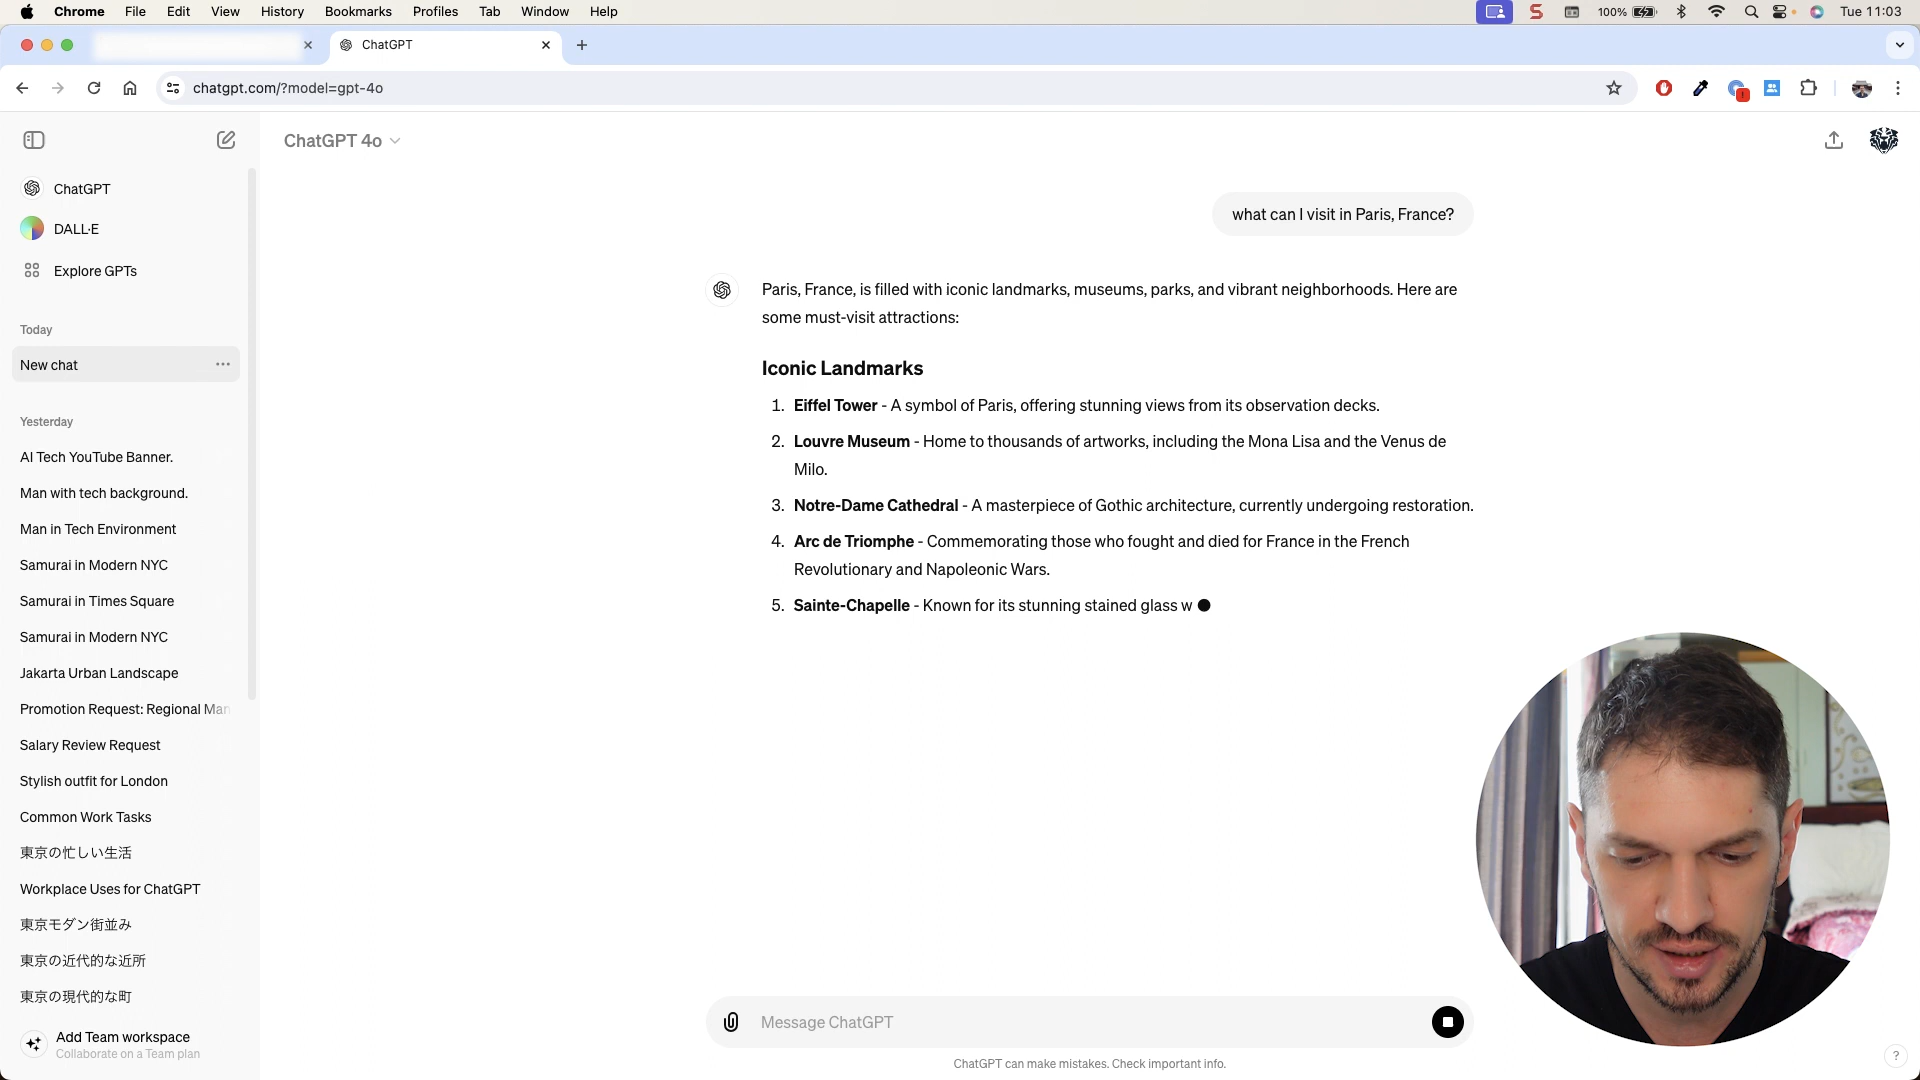 Chrome File Edit View History Bookmarks Profiles Tab Window Help
100% Tue 11:03
ChatGPT
chatgpt.com/?model=gpt-4o
ChatGPT 4o
ChatGPT
DALL·E
Explore GPTs
Today
New chat
Yesterday
AI Tech YouTube Banner.
Man with tech background.
Man in Tech Environment
Samurai in Modern NYC
Samurai in Times Square
Samurai in Modern NYC
Jakarta Urban Landscape
Promotion Request: Regional Man
Salary Review Request
Stylish outfit for London
Common Work Tasks
東京の忙しい生活
Workplace Uses for ChatGPT
東京モダン街並み
東京の近代的な近所
東京の現代的な町
Add Team workspace
Collaborate on a Team plan
what can I visit in Paris, France?
Paris, France, is filled with iconic landmarks, museums, parks, and vibrant neighborhoods. Here are
some must-visit attractions:
Iconic Landmarks
1. Eiffel Tower - A symbol of Paris, offering stunning views from its observation decks.
2. Louvre Museum - Home to thousands of artworks, including the Mona Lisa and the Venus de
Milo.
3. Notre-Dame Cathedral - A masterpiece of Gothic architecture, currently undergoing restoration.
4. Arc de Triomphe - Commemorating those who fought and died for France in the French
Revolutionary and Napoleonic Wars.
5. Sainte-Chapelle - Known for its stunning stained glass w
Message ChatGPT
ChatGPT can make mistakes. Check important info.
?